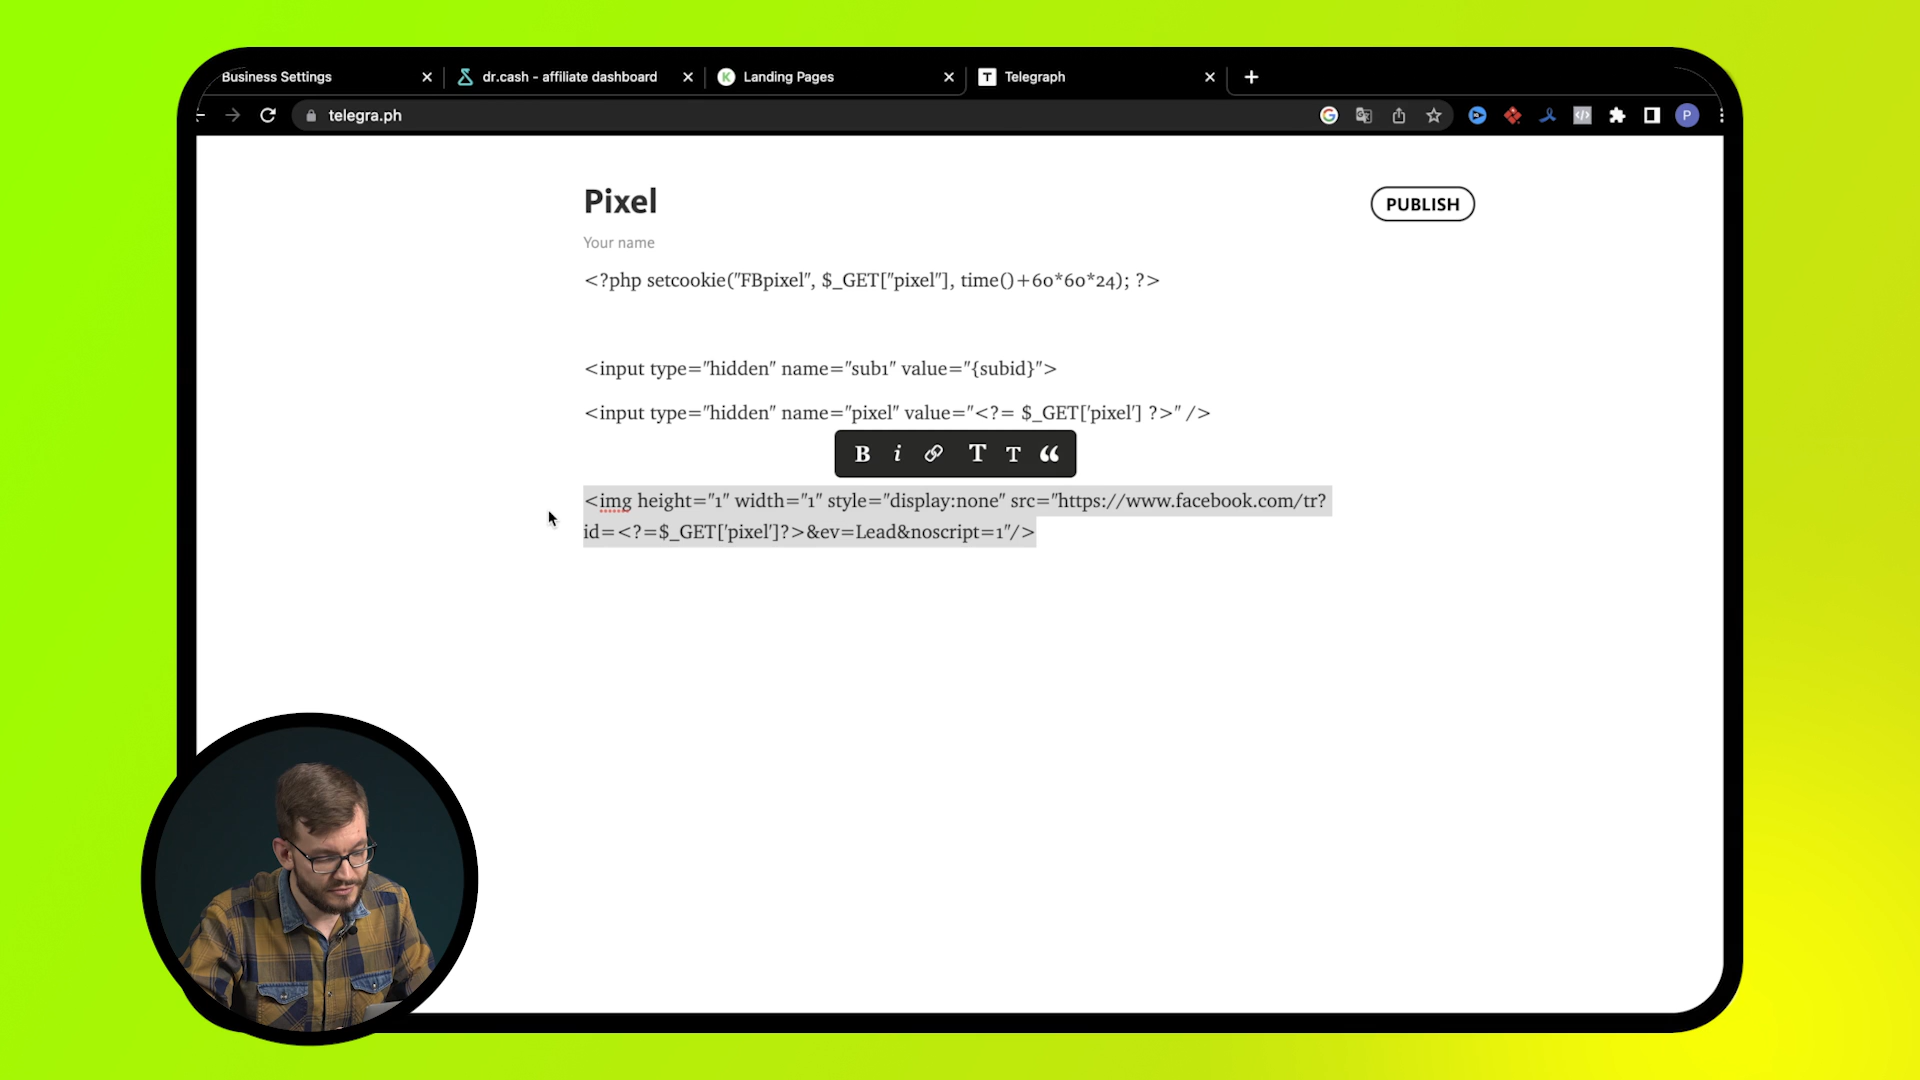 Business Settings
dr.cash - affiliate dashboard
K
Landing Pages
T
Telegraph
telegra.ph
P
Pixel
PUBLISH
Your name
<?php setcookie("FBpixel", $_GET["pixel"], time()+60*60*24); ?>
<input type="hidden" name="sub1" value="{subid}">
<input type="hidden" name="pixel" value="<?= $_GET['pixel'] ?>" />
B i T T “
<img height="1" width="1" style="display:none" src="https://www.facebook.com/tr?
id=<?=$_GET['pixel']?>&ev=Lead&noscript=1"/>